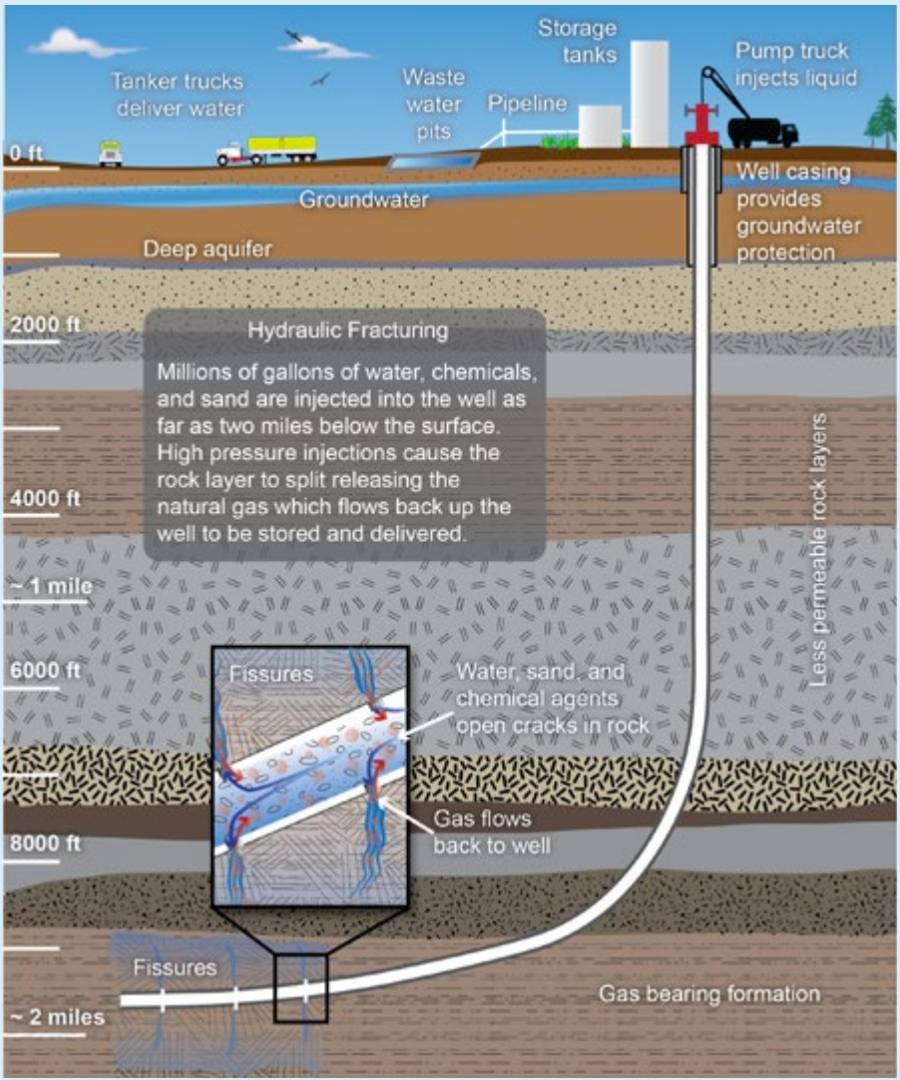 Storage
tanks
Pump truck
injects liquid
Tanker trucks
deliver water
Waste
water
pits
Pipeline
0 ft
Well casing
provides
groundwater
protection
Groundwater
Deep aquifer
2000 ft
Hydraulic Fracturing
Millions of gallons of water, chemicals,
and sand are injected into the well as
far as two miles below the surface.
High pressure injections cause the
rock layer to split releasing the
natural gas which flows back up the
well to be stored and delivered.
Less permeable rock layers
4000 ft
~ 1 mile
6000 ft
Fissures
Water, sand, and
chemical agents
open cracks in rock
Gas flows
back to well
8000 ft
Fissures
Gas bearing formation
~ 2 miles